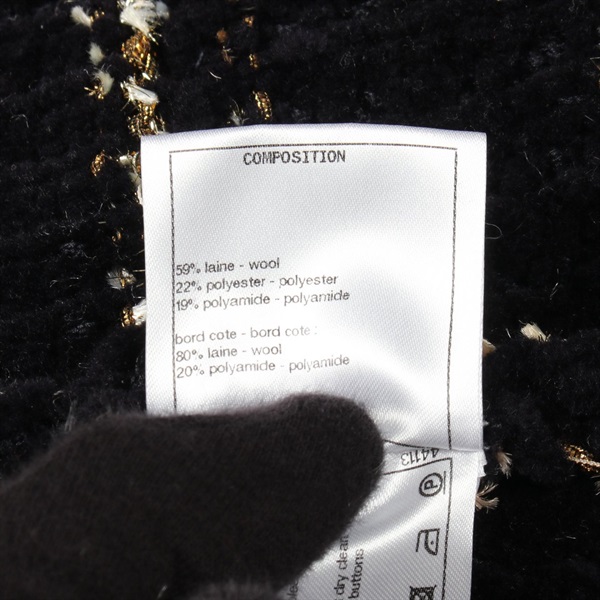 COMPOSITION
59% laine - wool
22% polyester - polyester
19% polyamide - polyamide
bord cote - bord cote :
80% laine - wool
20% polyamide - polyamide
44113
P
dry clean
buttons